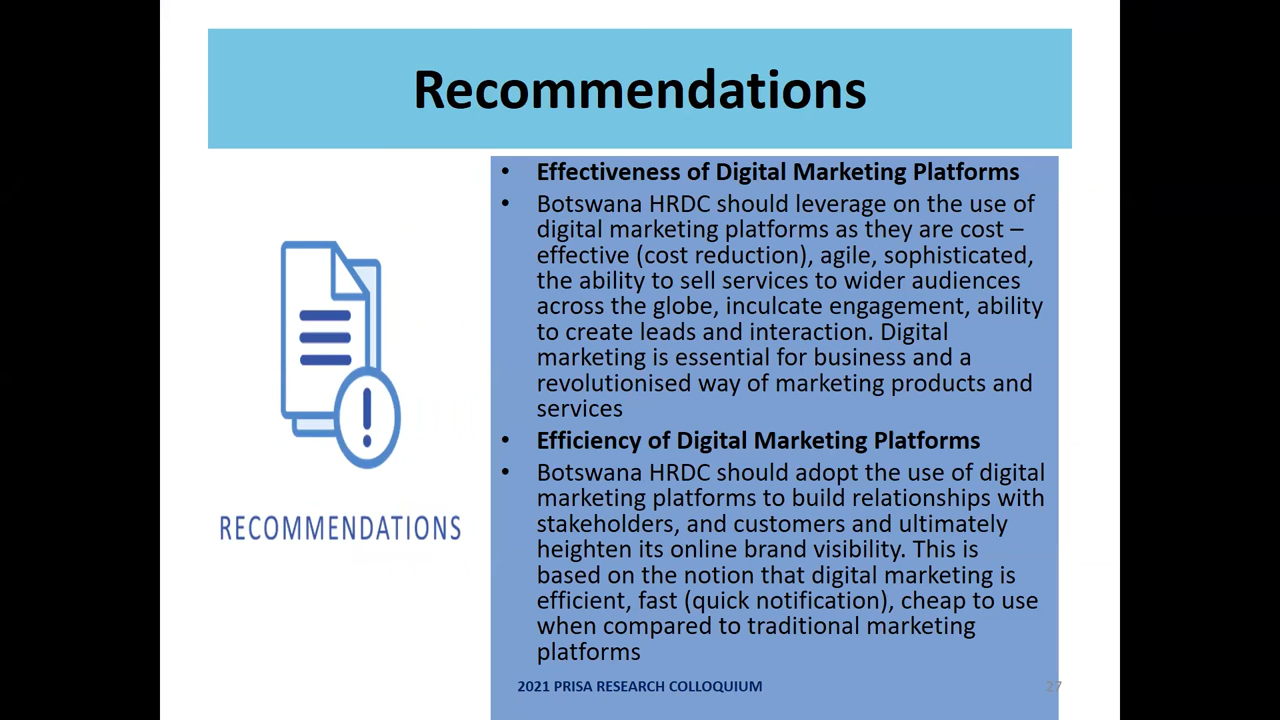 Recommendations
• Effectiveness of Digital Marketing Platforms
• Botswana HRDC should leverage on the use of
digital marketing platforms as they are cost –
effective (cost reduction), agile, sophisticated,
the ability to sell services to wider audiences
across the globe, inculcate engagement, ability
to create leads and interaction. Digital
marketing is essential for business and a
revolutionised way of marketing products and
services
• Efficiency of Digital Marketing Platforms
• Botswana HRDC should adopt the use of digital
marketing platforms to build relationships with
stakeholders, and customers and ultimately
heighten its online brand visibility. This is
based on the notion that digital marketing is
efficient, fast (quick notification), cheap to use
when compared to traditional marketing
platforms
RECOMMENDATIONS
2021 PRISA RESEARCH COLLOQUIUM
27